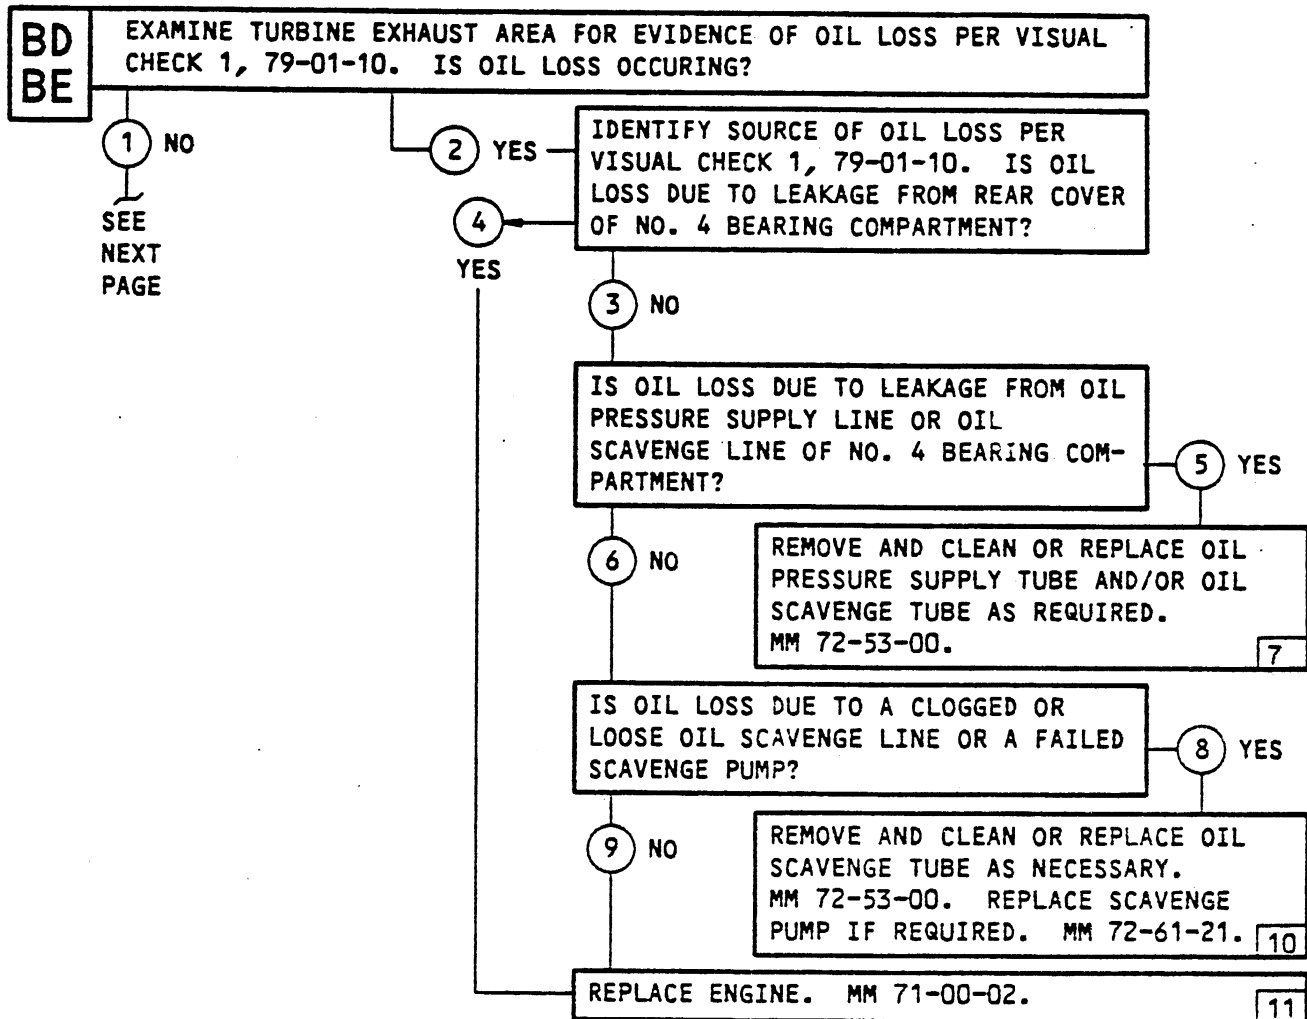 BD
BE
EXAMINE TURBINE EXHAUST AREA FOR EVIDENCE OF OIL LOSS PER VISUAL
CHECK 1, 79-01-10. IS OIL LOSS OCCURING?
1 NO
SEE
NEXT
PAGE
2 YES
IDENTIFY SOURCE OF OIL LOSS PER
VISUAL CHECK 1, 79-01-10. IS OIL
LOSS DUE TO LEAKAGE FROM REAR COVER
OF NO. 4 BEARING COMPARTMENT?
4
YES
3 NO
IS OIL LOSS DUE TO LEAKAGE FROM OIL
PRESSURE SUPPLY LINE OR OIL
SCAVENGE LINE OF NO. 4 BEARING COM-
PARTMENT?
5 YES
REMOVE AND CLEAN OR REPLACE OIL
PRESSURE SUPPLY TUBE AND/OR OIL
SCAVENGE TUBE AS REQUIRED.
MM 72-53-00.
7
6 NO
IS OIL LOSS DUE TO A CLOGGED OR
LOOSE OIL SCAVENGE LINE OR A FAILED
SCAVENGE PUMP?
8 YES
REMOVE AND CLEAN OR REPLACE OIL
SCAVENGE TUBE AS NECESSARY.
MM 72-53-00. REPLACE SCAVENGE
PUMP IF REQUIRED. MM 72-61-21.
10
9 NO
REPLACE ENGINE. MM 71-00-02.
11